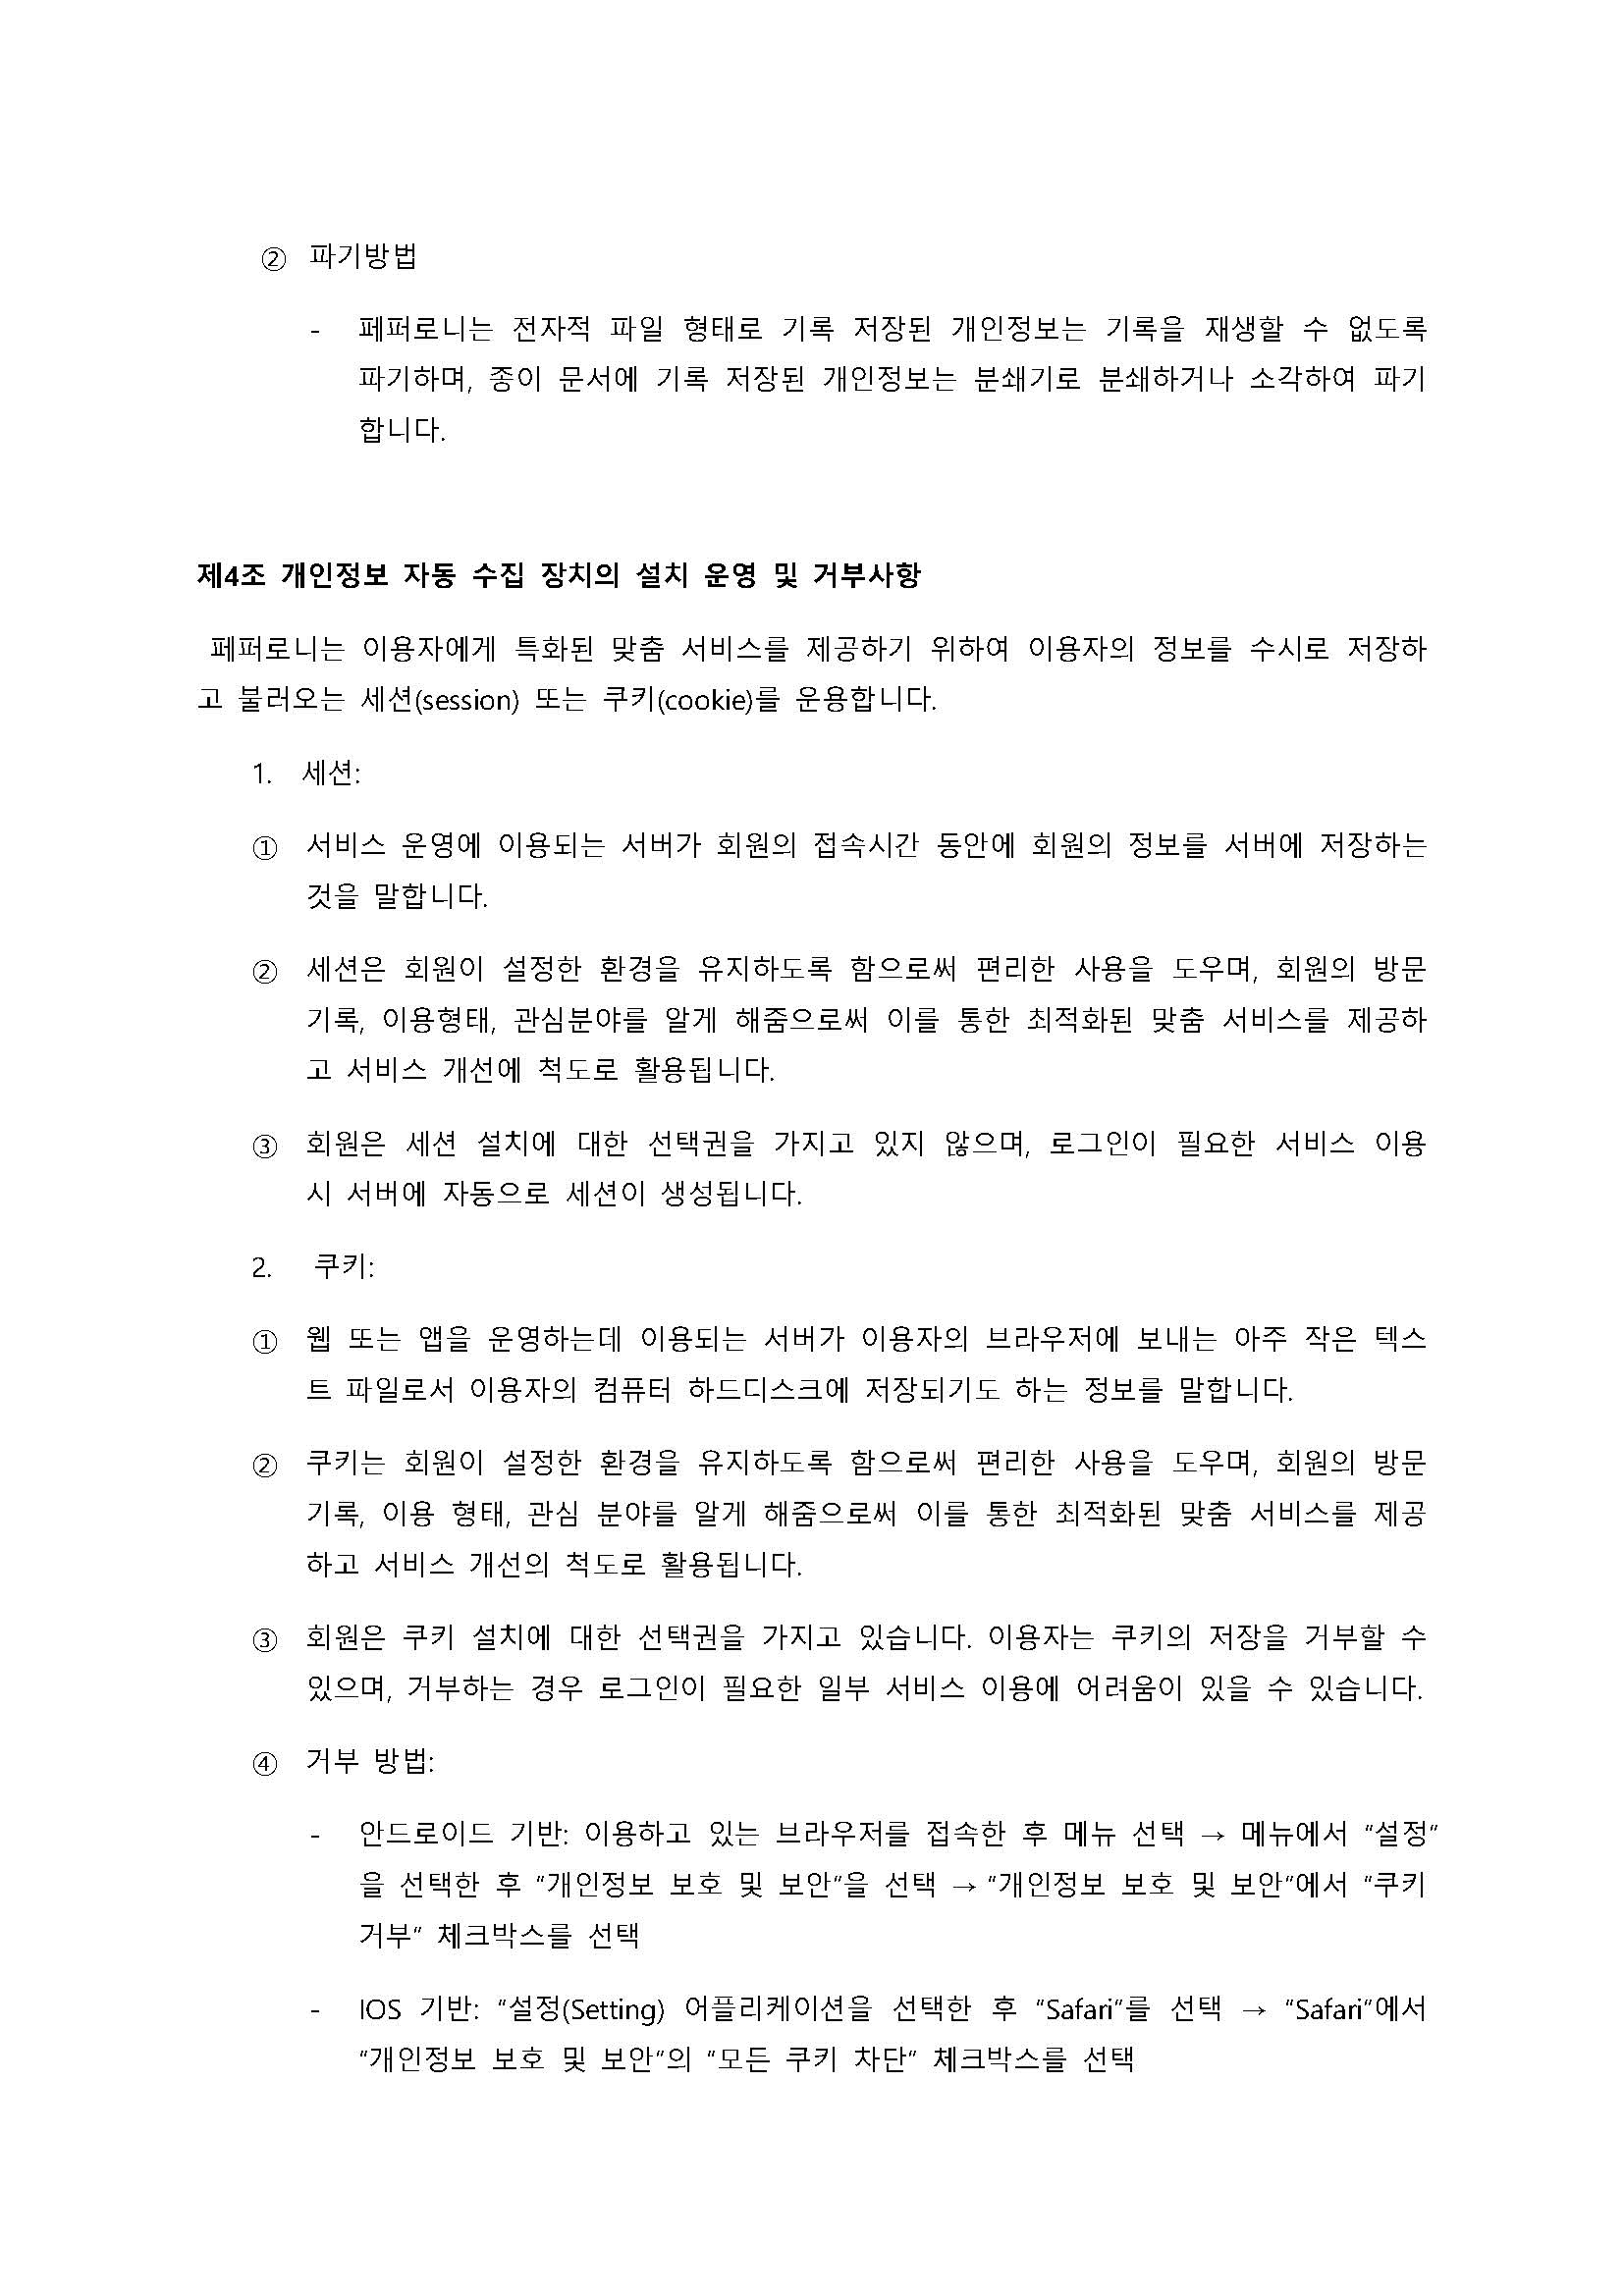 ② 파기방법
- 페퍼로니는 전자적 파일 형태로 기록 저장된 개인정보는 기록을 재생할 수 없도록
파기하며, 종이 문서에 기록 저장된 개인정보는 분쇄기로 분쇄하거나 소각하여 파기
합니다.
제4조 개인정보 자동 수집 장치의 설치 운영 및 거부사항
페퍼로니는 이용자에게 특화된 맞춤 서비스를 제공하기 위하여 이용자의 정보를 수시로 저장하
고 불러오는 세션(session) 또는 쿠키(cookie)를 운용합니다.
1. 세션:
① 서비스 운영에 이용되는 서버가 회원의 접속시간 동안에 회원의 정보를 서버에 저장하는
것을 말합니다.
② 세션은 회원이 설정한 환경을 유지하도록 함으로써 편리한 사용을 도우며, 회원의 방문
기록, 이용형태, 관심분야를 알게 해줌으로써 이를 통한 최적화된 맞춤 서비스를 제공하
고 서비스 개선에 척도로 활용됩니다.
③ 회원은 세션 설치에 대한 선택권을 가지고 있지 않으며, 로그인이 필요한 서비스 이용
시 서버에 자동으로 세션이 생성됩니다.
2. 쿠키:
① 웹 또는 앱을 운영하는데 이용되는 서버가 이용자의 브라우저에 보내는 아주 작은 텍스
트 파일로서 이용자의 컴퓨터 하드디스크에 저장되기도 하는 정보를 말합니다.
② 쿠키는 회원이 설정한 환경을 유지하도록 함으로써 편리한 사용을 도우며, 회원의 방문
기록, 이용 형태, 관심 분야를 알게 해줌으로써 이를 통한 최적화된 맞춤 서비스를 제공
하고 서비스 개선의 척도로 활용됩니다.
③ 회원은 쿠키 설치에 대한 선택권을 가지고 있습니다. 이용자는 쿠키의 저장을 거부할 수
있으며, 거부하는 경우 로그인이 필요한 일부 서비스 이용에 어려움이 있을 수 있습니다.
④ 거부 방법:
- 안드로이드 기반: 이용하고 있는 브라우저를 접속한 후 메뉴 선택 → 메뉴에서 “설정”
을 선택한 후 “개인정보 보호 및 보안”을 선택 → “개인정보 보호 및 보안”에서 “쿠키
거부” 체크박스를 선택
- IOS 기반: “설정(Setting) 어플리케이션을 선택한 후 “Safari”를 선택 → “Safari”에서
“개인정보 보호 및 보안”의 “모든 쿠키 차단” 체크박스를 선택